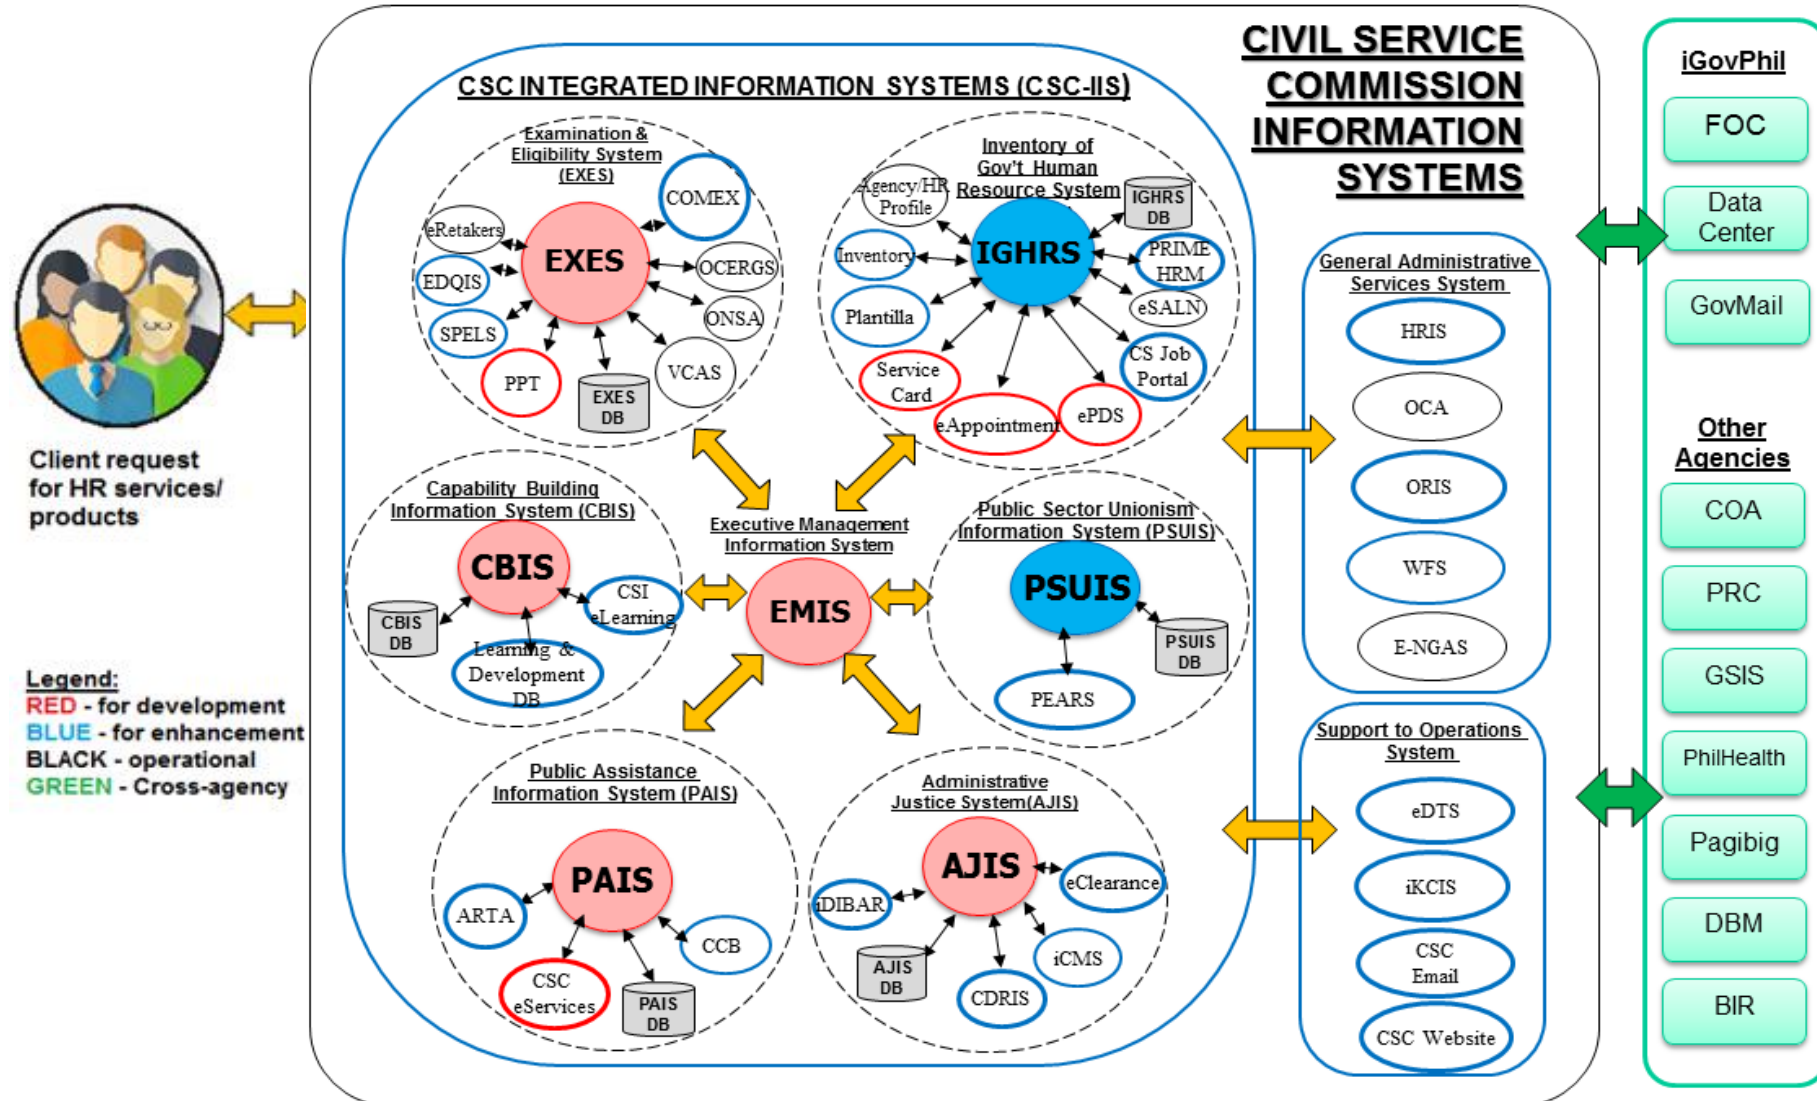 CIVIL SERVICE
COMMISSION
INFORMATION
SYSTEMS
CSC INTEGRATED INFORMATION SYSTEMS (CSC-IIS)
Examination &
Eligibility System
(EXES)
COMEX
eRetakers
EXES
EDQIS
OCERGS
SPELS
ONSA
PPT
EXES
DB
VCAS
Inventory of
Gov't Human
Resource System
Agency/HR
Profile
IGHRS
DB
IGHRS
Inventory
PRIME
HRM
Plantilla
eSALN
Service
Card
CS Job
Portal
eAppointment
ePDS
Client request
for HR services/
products
Legend:
RED - for development
BLUE - for enhancement
BLACK - operational
GREEN - Cross-agency
Capability Building
Information System (CBIS)
CBIS
CSI
eLearning
CBIS
DB
Learning &
Development
DB
Executive Management
Information System
EMIS
Public Sector Unionism
Information System (PSUIS)
PSUIS
PSUIS
DB
PEARS
Public Assistance
Information System (PAIS)
PAIS
ARTA
CCB
CSC
eServices
PAIS
DB
Administrative
Justice System(AJIS)
AJIS
iDIBAR
eClearance
AJIS
DB
iCMS
CDRIS
General Administrative
Services System
HRIS
OCA
ORIS
WFS
E-NGAS
Support to Operations
System
eDTS
iKCIS
CSC
Email
CSC Website
iGovPhil
FOC
Data
Center
GovMail
Other
Agencies
COA
PRC
GSIS
PhilHealth
Pagibig
DBM
BIR